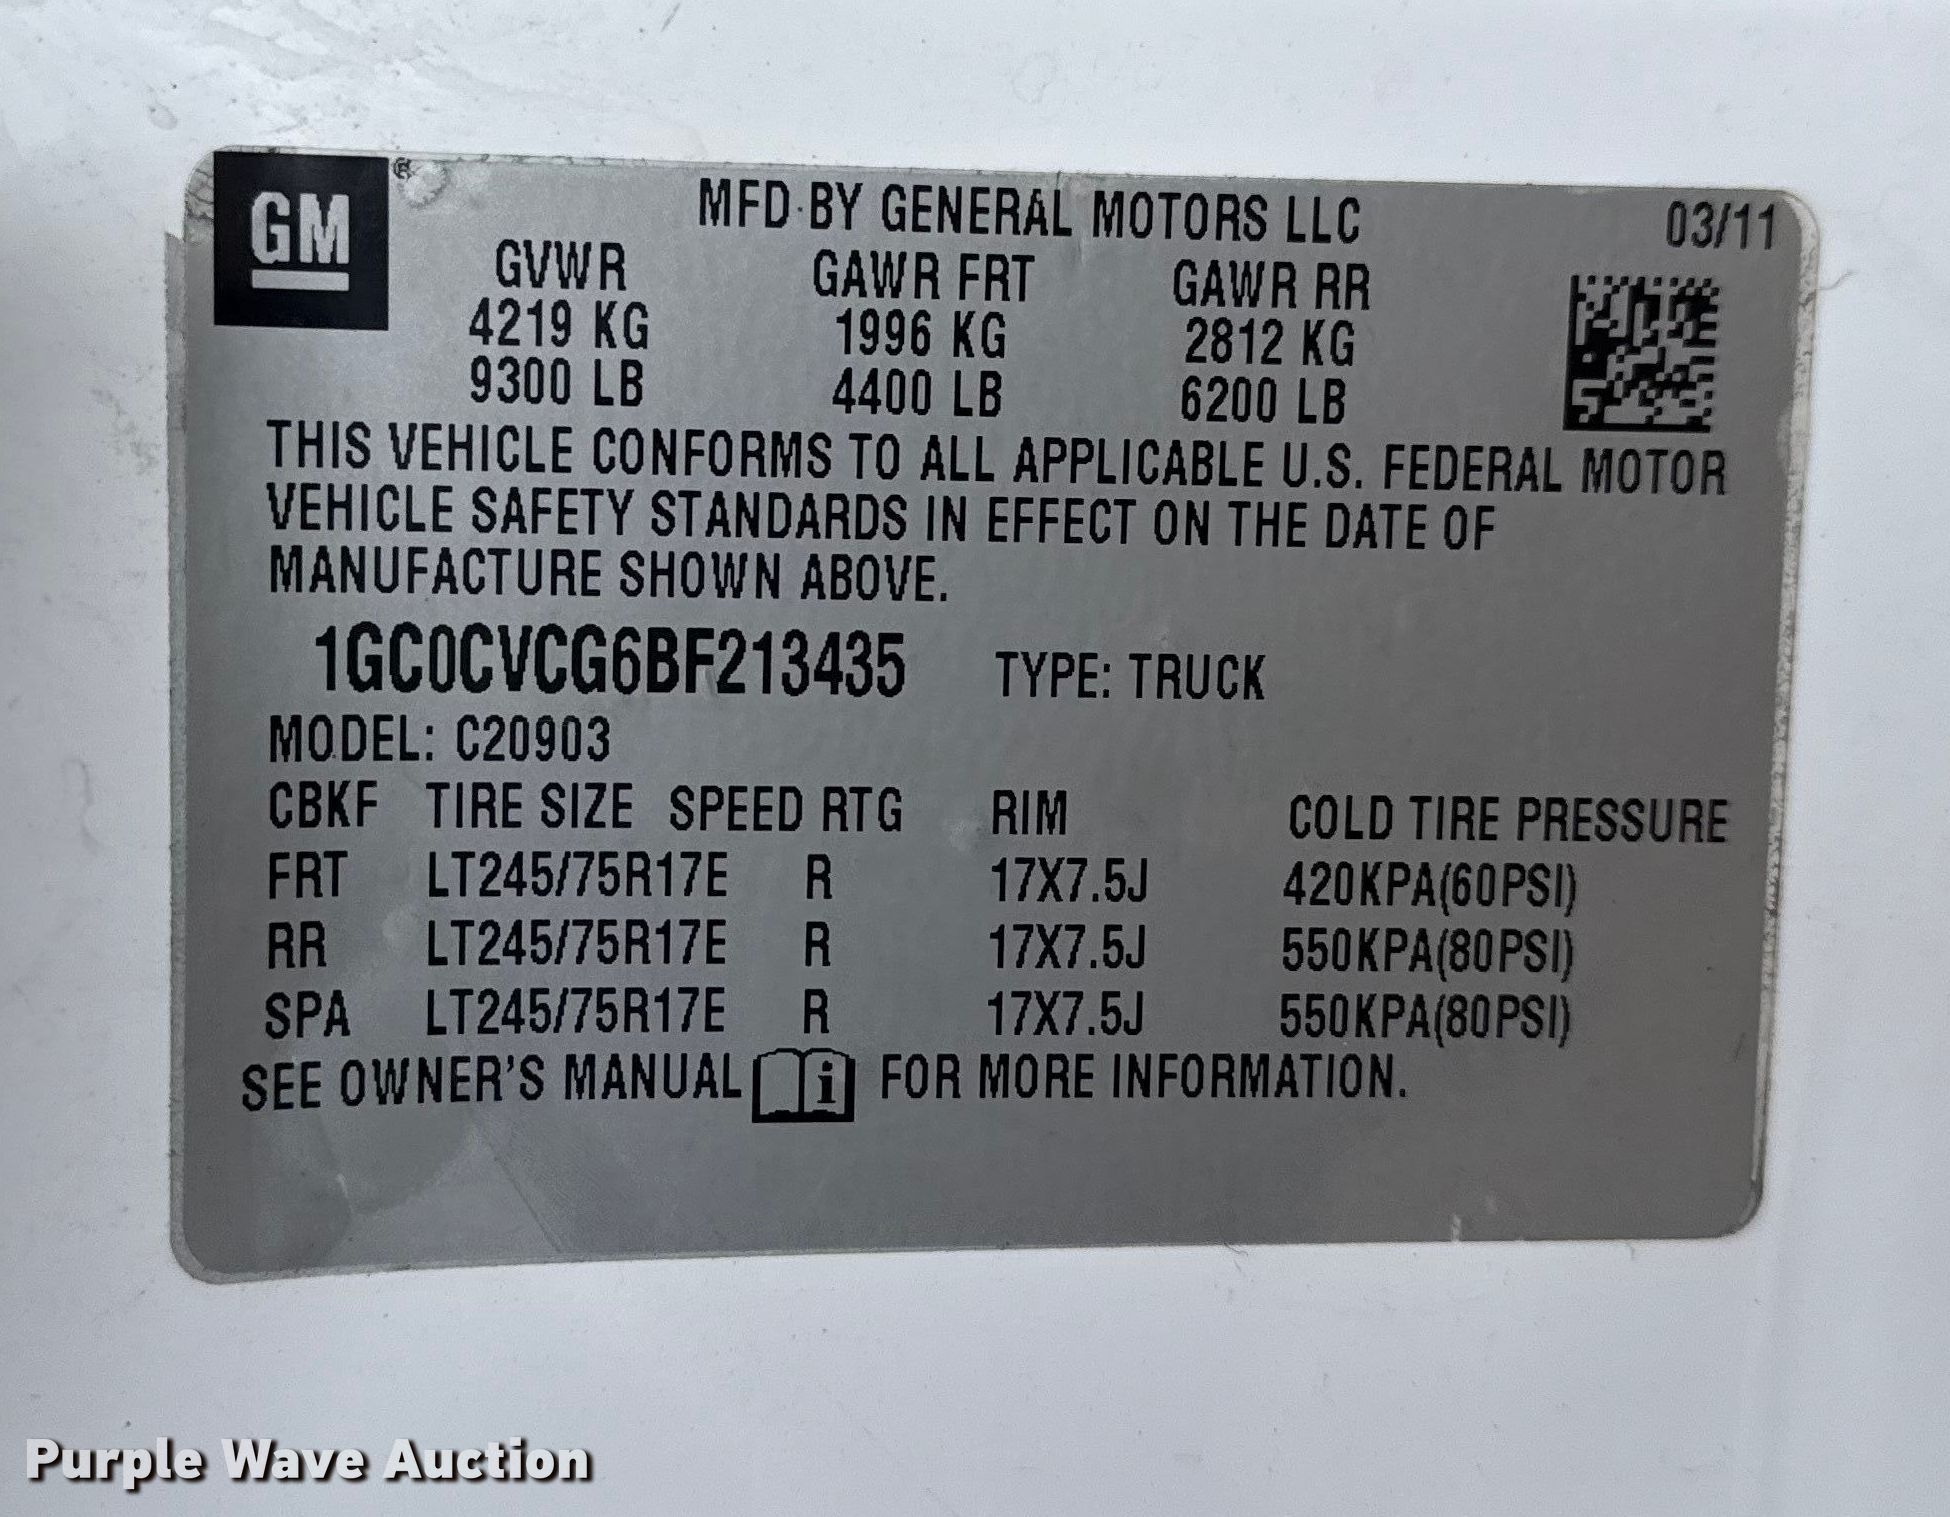 GM ®
MFD BY GENERAL MOTORS LLC 03/11
GVWR GAWR FRT GAWR RR
4219 KG 1996 KG 2812 KG
9300 LB 4400 LB 6200 LB
THIS VEHICLE CONFORMS TO ALL APPLICABLE U.S. FEDERAL MOTOR
VEHICLE SAFETY STANDARDS IN EFFECT ON THE DATE OF
MANUFACTURE SHOWN ABOVE.
1GC0CVCG6BF213435 TYPE: TRUCK
MODEL: C20903
CBKF TIRE SIZE SPEED RTG RIM COLD TIRE PRESSURE
FRT LT245/75R17E R 17X7.5J 420KPA(60PSI)
RR LT245/75R17E R 17X7.5J 550KPA(80PSI)
SPA LT245/75R17E R 17X7.5J 550KPA(80PSI)
SEE OWNER'S MANUAL i FOR MORE INFORMATION.
Purple Wave Auction